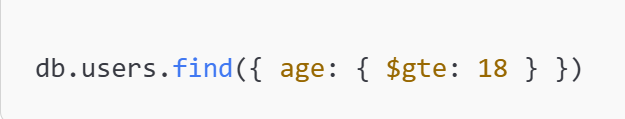 db.users.find({ age: { $gte: 18 } })